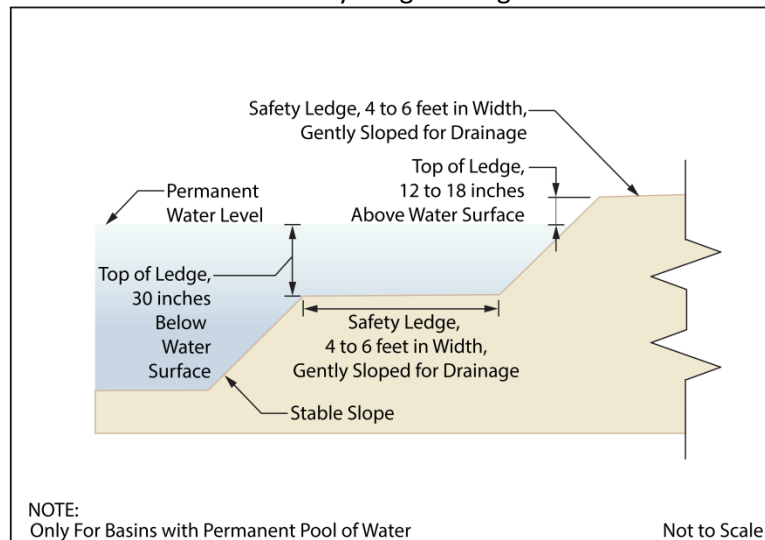 Safety Ledge, 4 to 6 feet in Width,
Gently Sloped for Drainage
Top of Ledge,
12 to 18 inches
Above Water Surface
Permanent
Water Level
Top of Ledge,
30 inches
Below
Water
Surface
Safety Ledge,
4 to 6 feet in Width,
Gently Sloped for Drainage
Stable Slope
NOTE:
Only For Basins with Permanent Pool of Water
Not to Scale